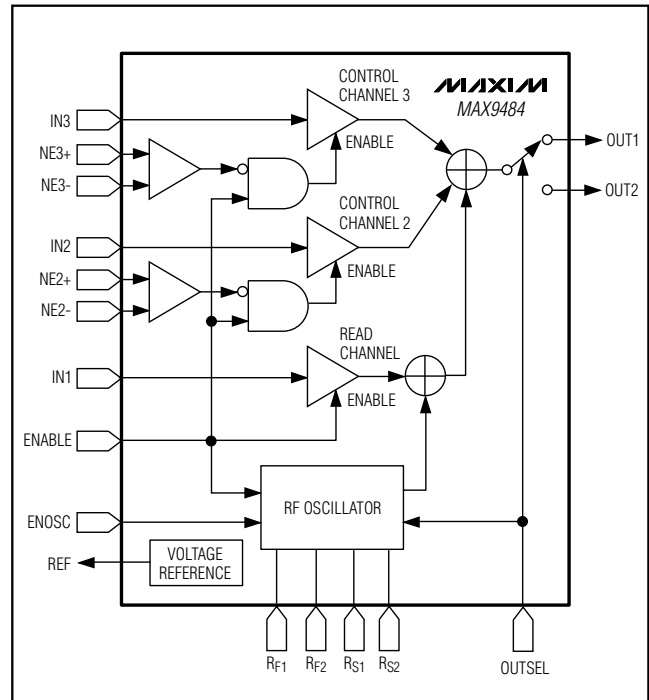 CONTROL
CHANNEL 3
MAXIM
MAX9484
IN3
NE3+
NE3-
ENABLE
OUT1
OUT2
CONTROL
CHANNEL 2
IN2
NE2+
NE2-
ENABLE
READ
CHANNEL
IN1
ENABLE
ENABLE
RF OSCILLATOR
ENOSC
REF
VOLTAGE
REFERENCE
RF1
RF2
RS1
RS2
OUTSEL